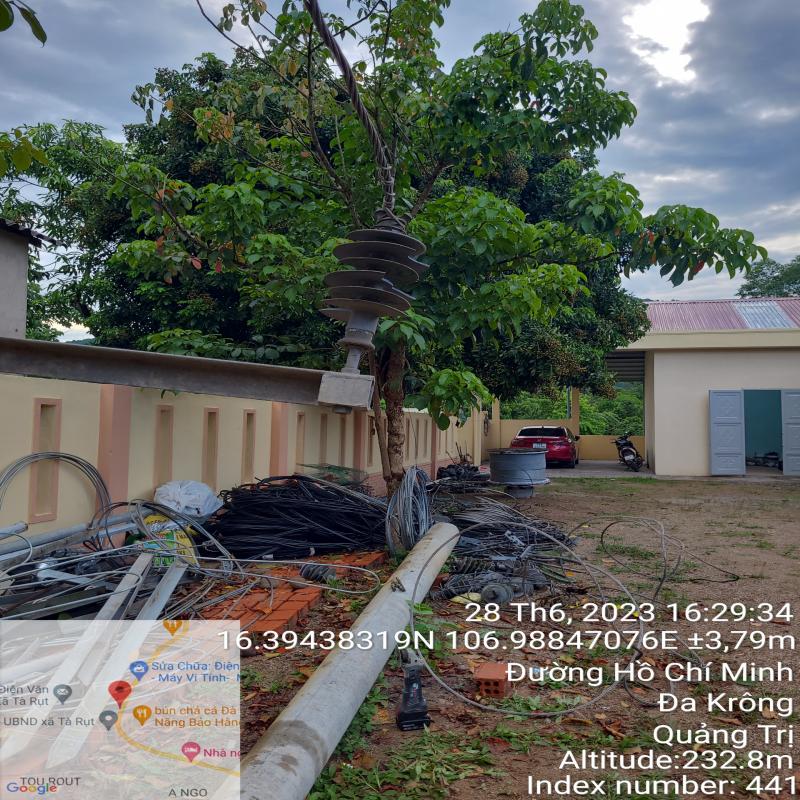 28 Th6, 2023 16:29:34
16.39438319N 106.98847076E ±3,79m
Đường Hồ Chí Minh
Đa Krông
Quảng Trị
Altitude:232.8m
Index number: 441
Sửa Chữa: Điện
- Máy Vi Tính-
Điện Văn
xã Tà Rụt
UBND xã Tà Rụt
bún chả cá Đà
Nẵng Bảo Hân
Nhà n
TOU ROUT
Google
A NGO